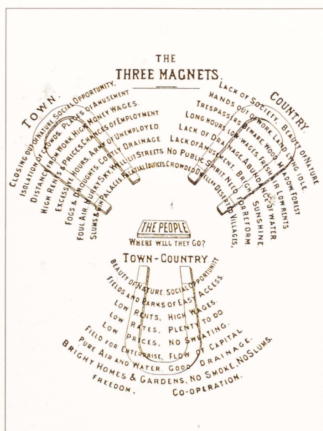 THE
THREE MAGNETS.
TOWN.
CLOSING OUT OF NATURE. SOCIAL OPPORTUNITY.
ISOLATION OF CROWDS. PLACES OF AMUSEMENT
DISTANCE FROM WORK. HIGH MONEY WAGES.
HIGH RENTS & PRICES. CHANCES OF EMPLOYMENT
EXCESSIVE HOURS. ARMY OF UNEMPLOYED.
FOGS & DROUGHTS. COSTLY DRAINAGE
FOUL AIR. MURKY SKY. WELL LIT STREETS
SLUMS & GIN PALACES. PALATIAL EDIFICES
COUNTRY.
LACK OF SOCIETY. BEAUTY OF NATURE
HANDS OUT OF WORK. LAND LYING IDLE.
TRESPASSERS BEWARE. WOOD, MEADOW, FOREST
LONG HOURS LOW WAGES. FRESH AIR LOW RENTS
LACK OF DRAINAGE. ABUNDANCE OF WATER
LACK OF AMUSEMENT. BRIGHT SUNSHINE
NO PUBLIC SPIRIT. NEED FOR REFORM
CROWDED DWELLINGS. DESERTED VILLAGES.
THE PEOPLE
WHERE WILL THEY GO?
TOWN-COUNTRY
BEAUTY OF NATURE. SOCIAL OPPORTUNITY
FIELDS AND PARKS OF EASY ACCESS.
LOW RENTS, HIGH WAGES.
LOW RATES, PLENTY TO DO
LOW PRICES, NO SWEATING.
FIELD FOR ENTERPRISE, FLOW OF CAPITAL
PURE AIR AND WATER. GOOD DRAINAGE.
BRIGHT HOMES & GARDENS, NO SMOKE, NO SLUMS.
FREEDOM. CO-OPERATION.